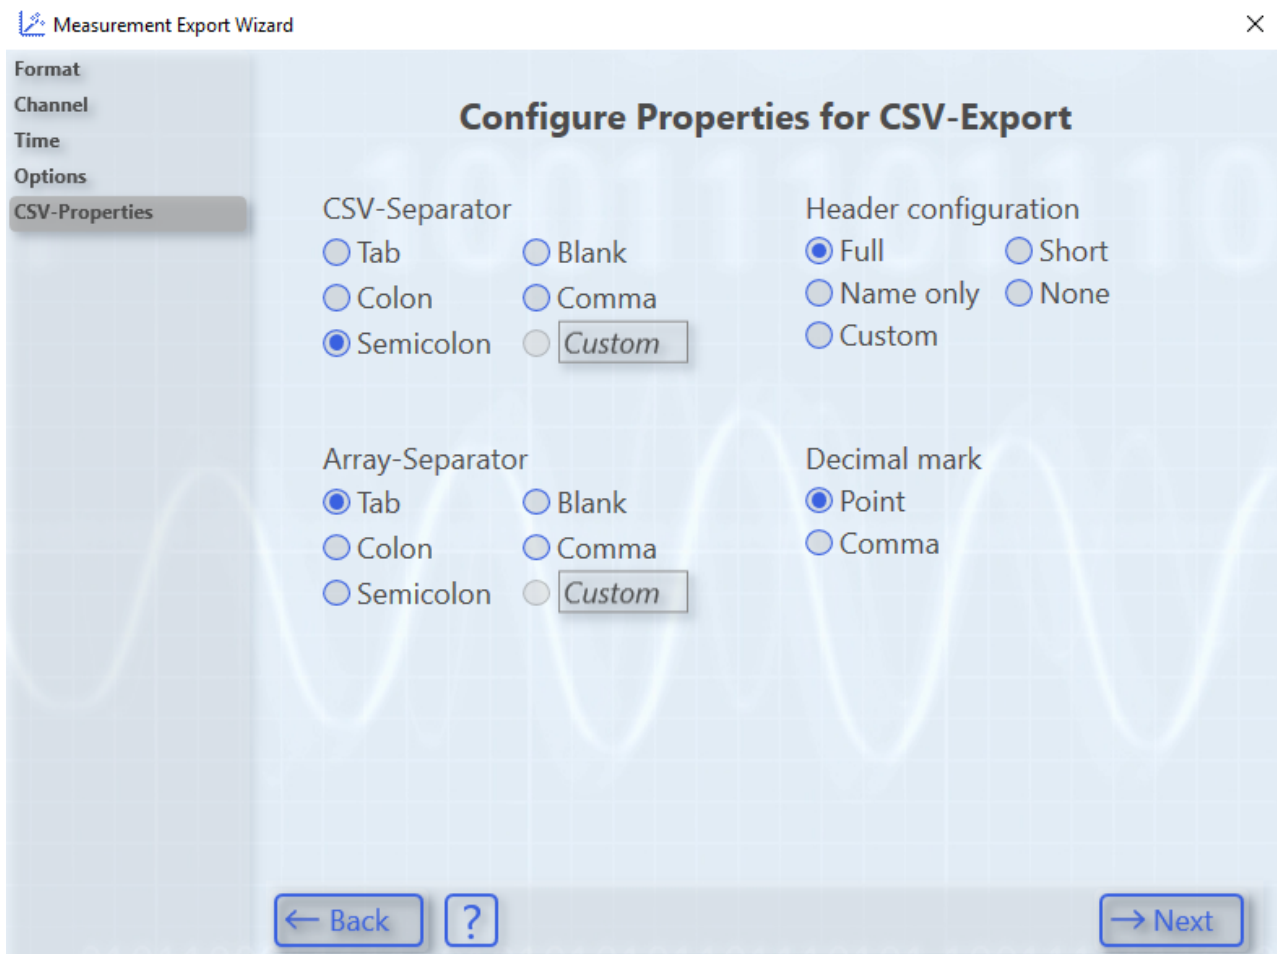 Measurement Export Wizard
Format
Channel
Time
Options
CSV-Properties
Configure Properties for CSV-Export
CSV-Separator
Tab
Blank
Colon
Comma
Semicolon
Custom
Header configuration
Full
Short
Name only
None
Custom
Array-Separator
Tab
Blank
Colon
Comma
Semicolon
Custom
Decimal mark
Point
Comma
← Back
?
→ Next